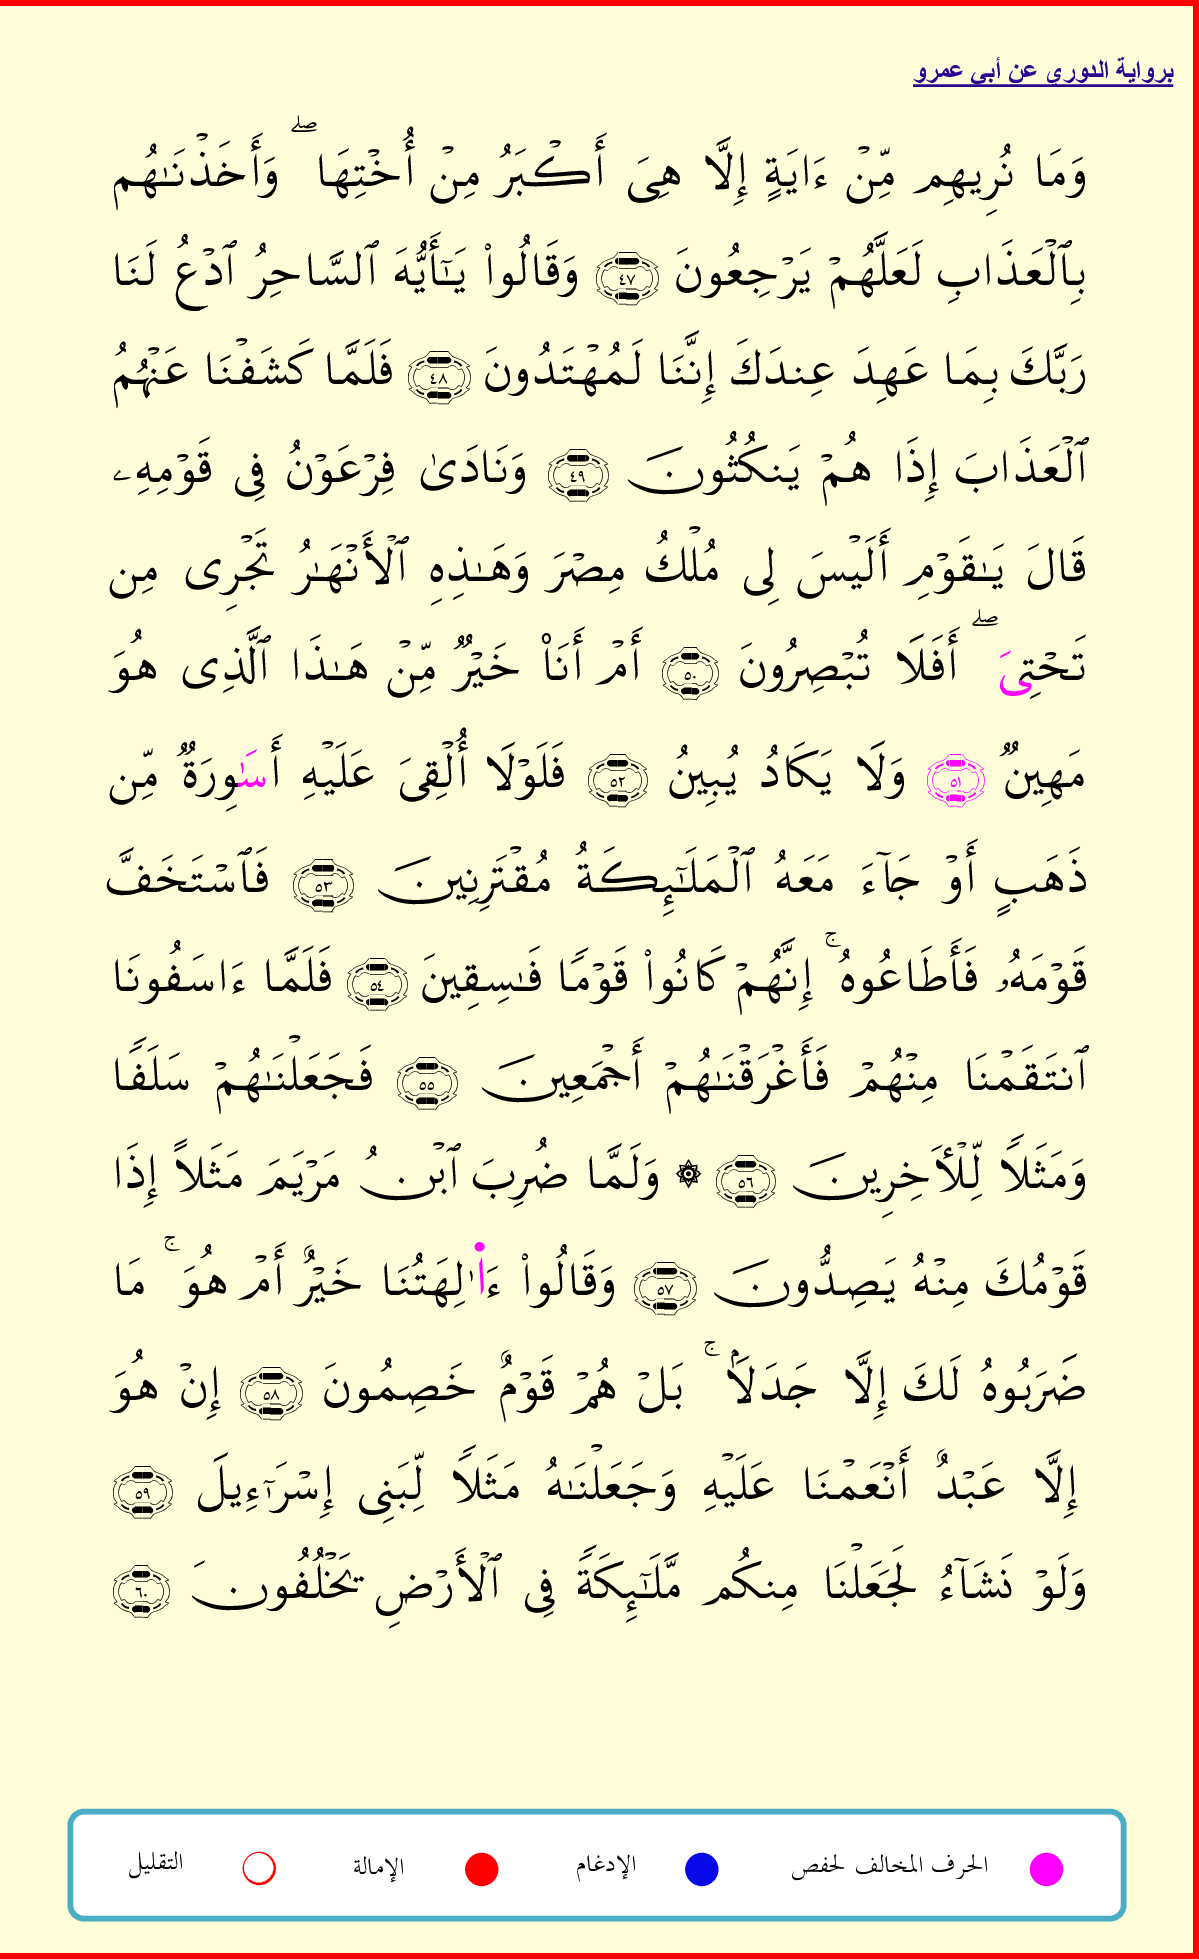 برواية الدوري عن أبي عمرو
وَمَا نُرِيهِم مِّنۡ ءَايَةٍ إِلَّا هِيَ أَكۡبَرُ مِنۡ أُخۡتِهَاۖ وَأَخَذۡنَٰهُم
بِٱلۡعَذَابِ لَعَلَّهُمۡ يَرۡجِعُونَ ٤٧ وَقَالُواْ يَٰٓأَيُّهَ ٱلسَّاحِرُ ٱدۡعُ لَنَا
رَبَّكَ بِمَا عَهِدَ عِندَكَ إِنَّنَا لَمُهۡتَدُونَ ٤٨ فَلَمَّا كَشَفۡنَا عَنۡهُمُ
ٱلۡعَذَابَ إِذَا هُمۡ يَنكُثُونَ ٤٩ وَنَادَىٰ فِرۡعَوۡنُ فِي قَوۡمِهِۦ
قَالَ يَٰقَوۡمِ أَلَيۡسَ لِي مُلۡكُ مِصۡرَ وَهَٰذِهِ ٱلۡأَنۡهَٰرُ تَجۡرِي مِن
تَحۡتِيَۖ أَفَلَا تُبۡصِرُونَ ٥٠ أَمۡ أَنَا۠ خَيۡرٞ مِّنۡ هَٰذَا ٱلَّذِي هُوَ
مَهِينٞ ٥١ وَلَا يَكَادُ يُبِينُ ٥٢ فَلَوۡلَا أُلۡقِيَ عَلَيۡهِ أَسَٰوِرَةٞ مِّن
ذَهَبٍ أَوۡ جَآءَ مَعَهُ ٱلۡمَلَٰٓئِكَةُ مُقۡتَرِنِينَ ٥٣ فَٱسۡتَخَفَّ
قَوۡمَهُۥ فَأَطَاعُوهُۚ إِنَّهُمۡ كَانُواْ قَوۡمٗا فَٰسِقِينَ ٥٤ فَلَمَّا ءَاسَفُونَا
ٱنتَقَمۡنَا مِنۡهُمۡ فَأَغۡرَقۡنَٰهُمۡ أَجۡمَعِينَ ٥٥ فَجَعَلۡنَٰهُمۡ سَلَفٗا
وَمَثَلٗا لِّلۡأَخِرِينَ ٥٦ ۞ وَلَمَّا ضُرِبَ ٱبۡنُ مَرۡيَمَ مَثَلًا إِذَا
قَوۡمُكَ مِنۡهُ يَصِدُّونَ ٥٧ وَقَالُواْ ءَاٰ۬لِهَتُنَا خَيۡرٌ أَمۡ هُوَۚ مَا
ضَرَبُوهُ لَكَ إِلَّا جَدَلَۢاۚ بَلۡ هُمۡ قَوۡمٌ خَصِمُونَ ٥٨ إِنۡ هُوَ
إِلَّا عَبۡدٌ أَنۡعَمۡنَا عَلَيۡهِ وَجَعَلۡنَٰهُ مَثَلٗا لِّبَنِي إِسۡرَٰٓءِيلَ ٥٩
وَلَوۡ نَشَآءُ لَجَعَلۡنَا مِنكُم مَّلَٰٓئِكَةٗ فِي ٱلۡأَرۡضِ يَخۡلُفُونَ ٦٠
الحرف المخالف لحفص الإدغام الإمالة التقليل